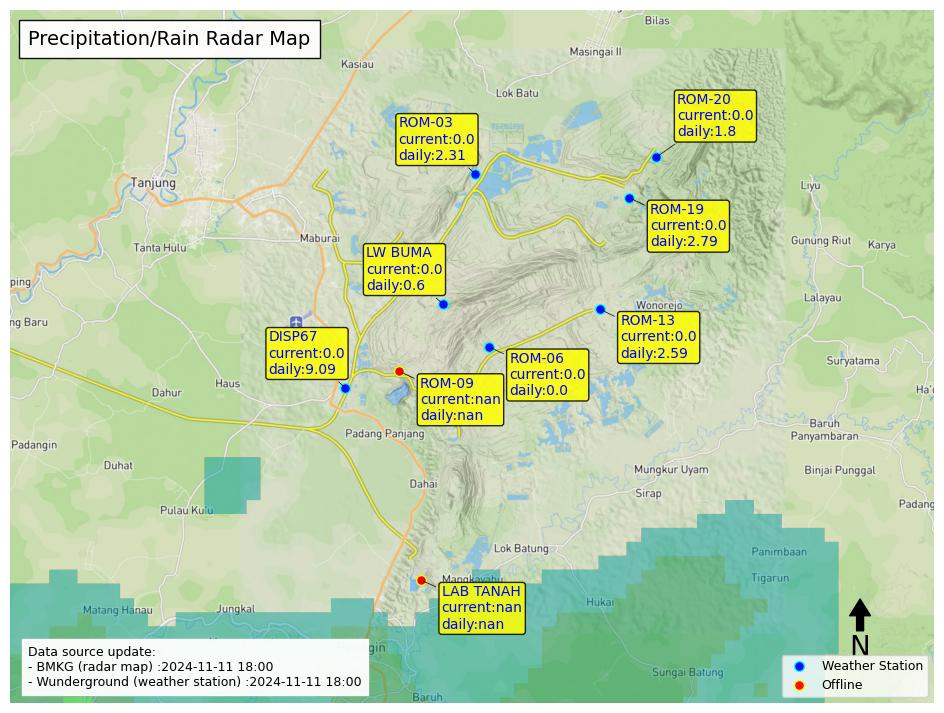 Precipitation/Rain Radar Map
Bilas
Masingai II
Kasiau
Lok Batu
ROM-20
current:0.0
daily:1.8
ROM-03
current:0.0
daily:2.31
Tanjung
Liyu
ROM-19
current:0.0
daily:2.79
Maburai
Tanta Hulu
Gunung Riut
Karya
LW BUMA
current:0.0
daily:0.6
ping
Lalayau
Wonorejo
ng Baru
ROM-13
current:0.0
daily:2.59
DISP67
current:0.0
daily:9.09
ROM-06
current:0.0
daily:0.0
Suryatama
ROM-09
current:nan
daily:nan
Haus
Dahur
Baruh
Panyambaran
Padang Panjang
Padangin
Duhat
Mungkur Uyam
Binjai Punggal
Dahai
Sirap
Padang
Pulau Ku'u
Lok Batung
Panimbaan
Mangkayahu
Tigarun
LAB TANAH
current:nan
daily:nan
Hukai
Matang Hanau
Jungkal
N
gin
Sungai Batung
Baruh
Data source update:
- BMKG (radar map) :2024-11-11 18:00
- Wunderground (weather station) :2024-11-11 18:00
Weather Station
Offline